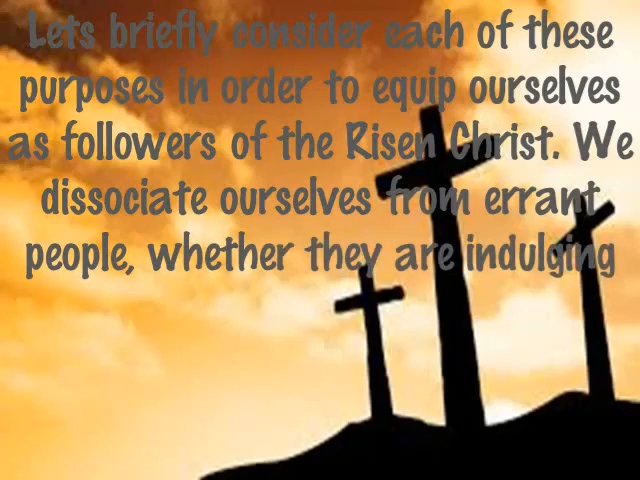 Lets briefly consider each of these
purposes in order to equip ourselves
as followers of the Risen Christ. We
dissociate ourselves from errant
people, whether they are indulging